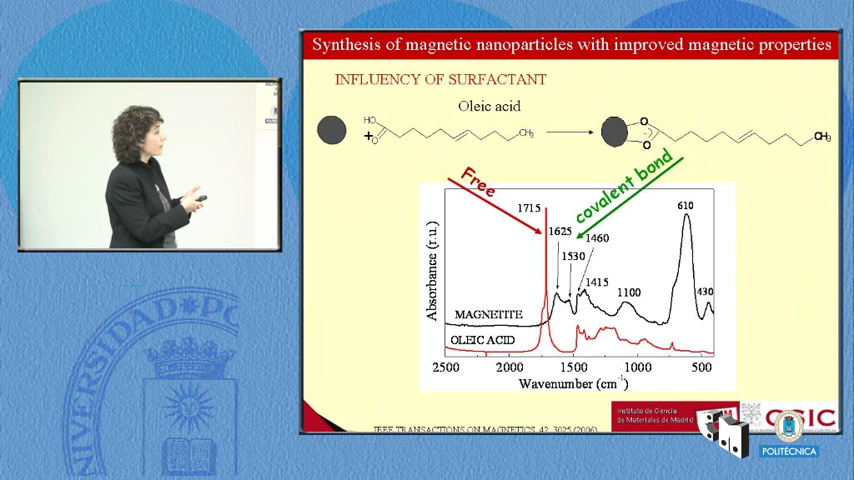 Synthesis of magnetic nanoparticles with improved magnetic properties
INFLUENCY OF SURFACTANT
Oleic acid
HO
+
O
CH3
O
O
CH3
Free
covalent bond
1715
1625
1530
1460
1415
1100
610
430
Absorbance (r.u.)
MAGNETITE
OLEIC ACID
2500 2000 1500 1000 500
Wavenumber (cm-1)
Instituto de Ciencia
de Materiales de Madrid
CSIC
IEEE TRANSACTIONS ON MAGNETICS, 42, 3025 (2006)
POLITÉCNICA